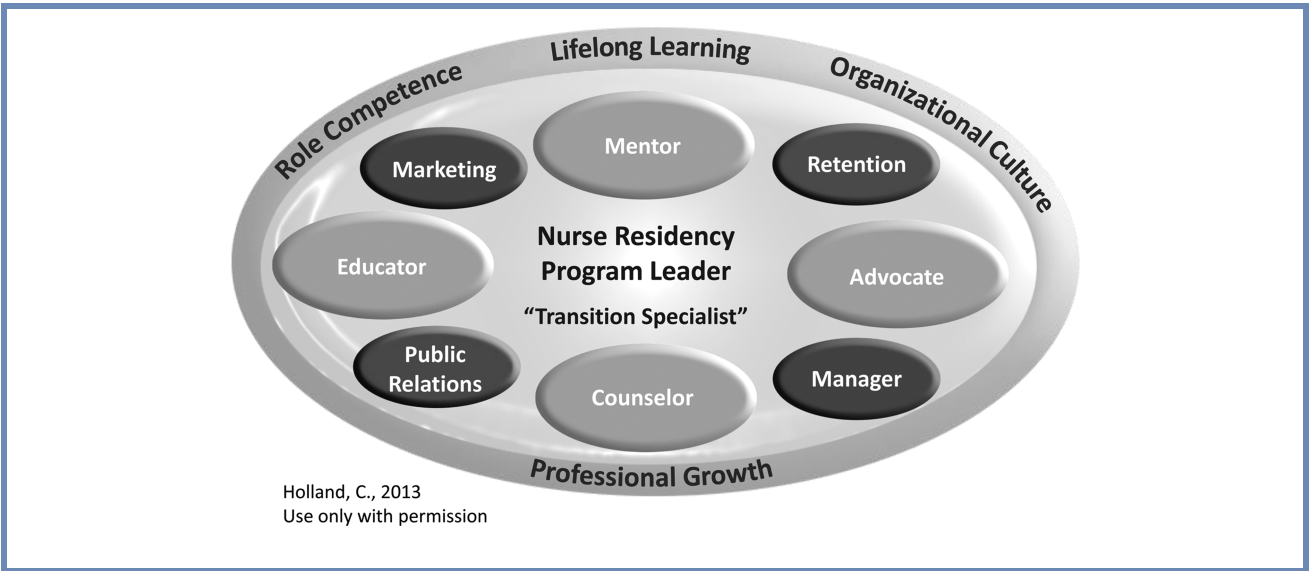 Lifelong Learning
Role Competence
Organizational Culture
Mentor
Marketing
Retention
Nurse Residency
Program Leader
Educator
Advocate
“Transition Specialist”
Public
Relations
Counselor
Manager
Professional Growth
Holland, C., 2013
Use only with permission